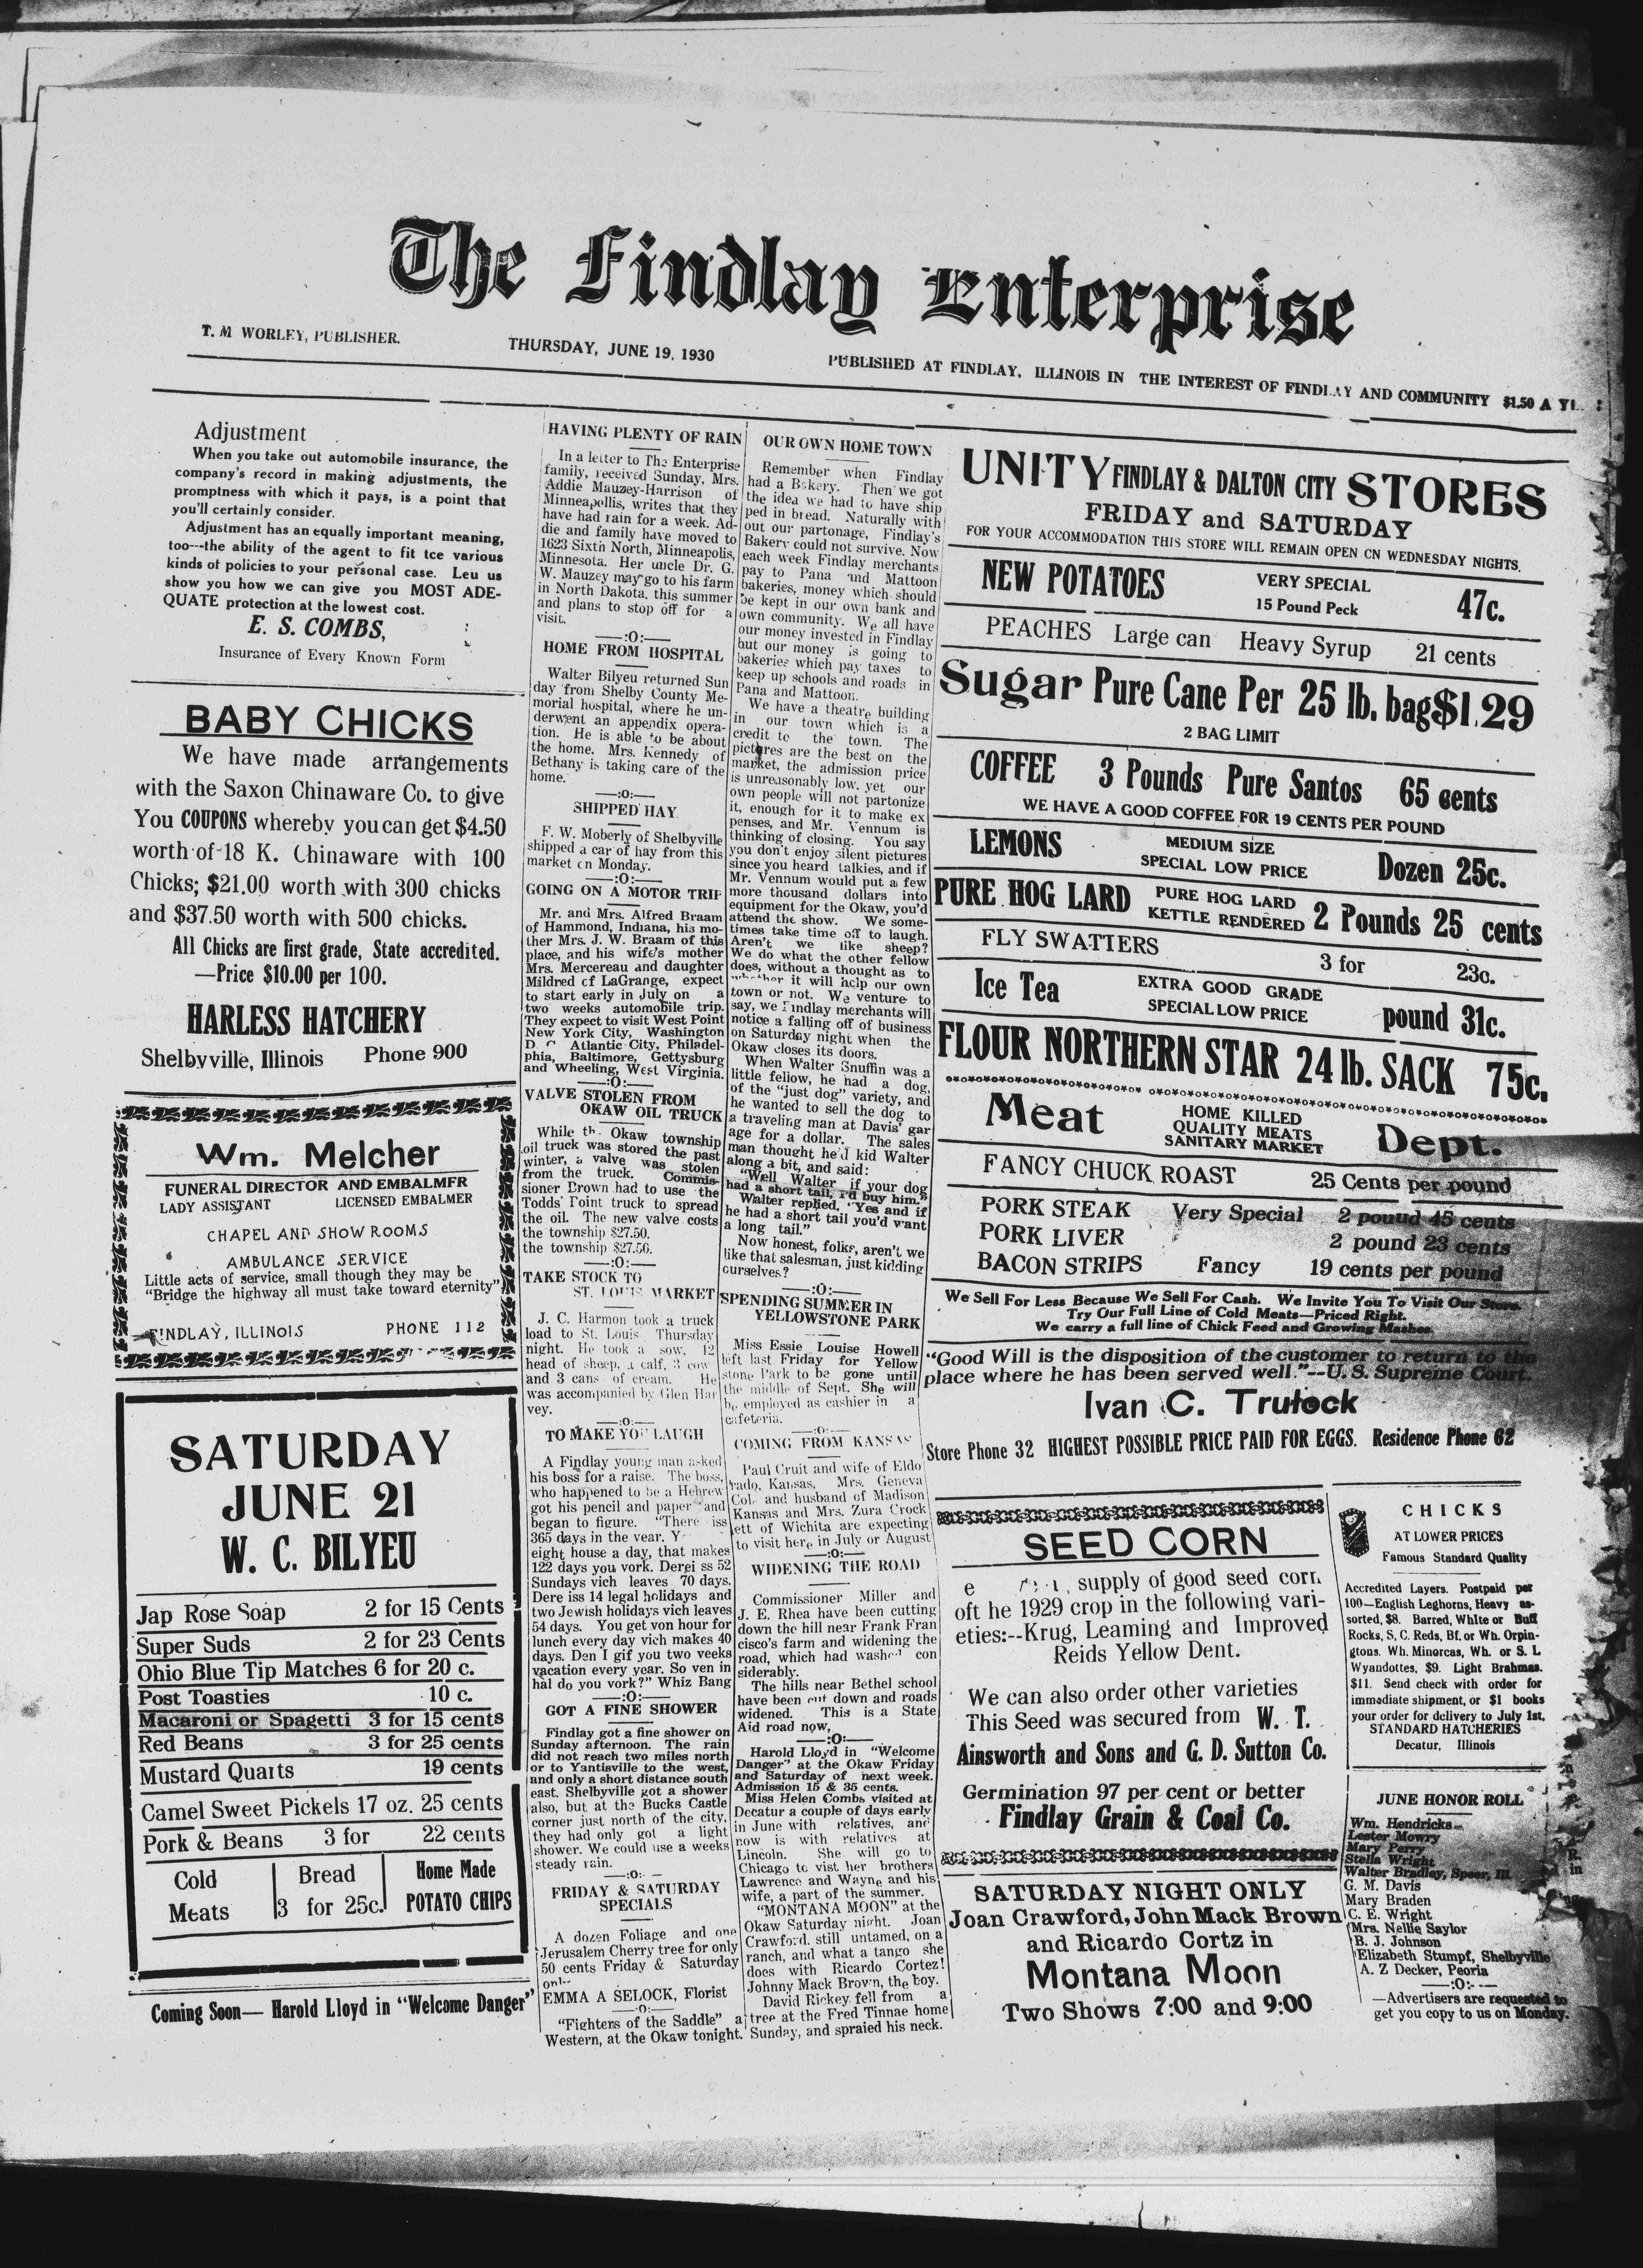 The Findlay Enterprise
T. M WORLEY, PUBLISHER.
THURSDAY, JUNE 19, 1930
PUBLISHED AT FINDLAY, ILLINOIS IN THE INTEREST OF FINDLAY AND COMMUNITY $1.50 A
Adjustment
When you take out automobile insurance, the
company's record in making adjustments, the
promptness with which it pays, is a point that
you'll certainly consider.
Adjustment has an equally important meaning,
too---the ability of the agent to fit tce various
kinds of policies to your personal case. Leu us
show you how we can give you MOST ADE-
QUATE protection at the lowest cost.
E. S. COMBS,
Insurance of Every Known Form
BABY CHICKS
We have made arrangements
with the Saxon Chinaware Co. to give
You COUPONS whereby you can get $4.50
worth of 18 K. Chinaware with 100
Chicks; $21.00 worth with 300 chicks
and $37.50 worth with 500 chicks.
All Chicks are first grade, State accredited.
—Price $10.00 per 100.
HARLESS HATCHERY
Shelbyville, Illinois Phone 900
Wm. Melcher
FUNERAL DIRECTOR AND EMBALMFR
LADY ASSISTANT LICENSED EMBALMER
CHAPEL AND SHOW ROOMS
AMBULANCE SERVICE
Little acts of service, small though they may be
"Bridge the highway all must take toward eternity"
FINDLAY, ILLINOIS PHONE 112
SATURDAY
JUNE 21
W. C. BILYEU
Jap Rose Soap 2 for 15 Cents
Super Suds 2 for 23 Cents
Ohio Blue Tip Matches 6 for 20 c.
Post Toasties 10 c.
Macaroni or Spagetti 3 for 15 cents
Red Beans 3 for 25 cents
Mustard Quarts 19 cents
Camel Sweet Pickels 17 oz. 25 cents
Pork & Beans 3 for 22 cents
Cold
Meats
Bread
3 for 25c.
Home Made
POTATO CHIPS
Coming Soon— Harold Lloyd in "Welcome Danger"
HAVING PLENTY OF RAIN
In a letter to The Enterprise
family, received Sunday, Mrs.
Addie Mauzey-Harrison of
Minneapollis, writes that they
have had rain for a week. Ad-
die and family have moved to
1623 Sixth North, Minneapolis,
Minnesota. Her uncle Dr. G.
W. Mauzey may go to his farm
in North Dakota, this summer
and plans to stop off for a
visit.
—:O:—
HOME FROM HOSPITAL
Walter Bilyeu returned Sun
day from Shelby County Me-
morial hospital, where he un-
derwent an appendix opera-
tion. He is able to be about
the home. Mrs. Kennedy of
Bethany is taking care of the
home.
—:o:—
SHIPPED HAY
F. W. Moberly of Shelbyville
shipped a car of hay from this
market on Monday.
—:O:—
GOING ON A MOTOR TRIP
Mr. and Mrs. Alfred Braam
of Hammond, Indiana, his mo-
ther Mrs. J. W. Braam of this
place, and his wife's mother
Mrs. Mercereau and daughter
Mildred of LaGrange, expect
to start early in July on a
two weeks automobile trip.
They expect to visit West Point
New York City, Washington
D C Atlantic City, Philadel-
phia, Baltimore, Gettysburg
and Wheeling, West Virginia.
—:O:—
VALVE STOLEN FROM
OKAW OIL TRUCK
While the Okaw township
oil truck was stored the past
winter, a valve was stolen
from the truck. Commis-
sioner Brown had to use the
Todds Point truck to spread
the oil. The new valve costs
the township $27.50.
the township $27.50.
—:O:—
TAKE STOCK TO
ST. LOUIS MARKET
J. C. Harmon took a truck
load to St. Louis Thursday
night. He took a sow, 12
head of sheep, a calf, 3 cow
and 3 cans of cream. He
was accompanied by Glen Har
vey.
—:O:—
TO MAKE YOU LAUGH
A Findlay young man asked
his boss for a raise. The boss,
who happened to be a Hebrew
got his pencil and paper and
began to figure. "There iss
365 days in the year. Y
eight house a day, that makes
122 days you vork. Derei ss 52
Sundays vich leaves 70 days.
Dere iss 14 legal holidays and
two Jewish holidays vich leaves
54 days. You get von hour for
lunch every day vich makes 40
days. Den I gif you two weeks
vacation every year. So ven in
hal do you vork?" Whiz Bang
—:O:—
GOT A FINE SHOWER
Findlay got a fine shower on
Sunday afternoon. The rain
did not reach two miles north
or to Yantisville to the west,
and only a short distance south
east. Shelbyville got a shower
also, but at the Bucks Castle
corner just north of the city,
they had only got a light
shower. We could use a weeks
steady rain.
—:o:—
FRIDAY & SATURDAY
SPECIALS
A dozen Foliage and one
Jerusalem Cherry tree for only
50 cents Friday & Saturday
only
EMMA A SELOCK, Florist
—:O:—
"Fighters of the Saddle" a
Western, at the Okaw tonight.
OUR OWN HOME TOWN
Remember when Findlay
had a Bakery. Then we got
the idea we had to have ship
ped in bread. Naturally with
out our partonage, Findlay's
Bakery could not survive. Now
each week Findlay merchants
pay to Pana and Mattoon
bakeries, money which should
be kept in our own bank and
own community. We all have
our money invested in Findlay
but our money is going to
bakeries which pay taxes to
keep up schools and roads in
Pana and Mattoon.
We have a theatre building
in our town which is a
credit to the town. The
pictures are the best on the
market, the admission price
is unreasonably low, yet our
own people will not partonize
it, enough for it to make ex
penses, and Mr. Vennum is
thinking of closing. You say
you don't enjoy silent pictures
since you heard talkies, and if
Mr. Vennum would put a few
more thousand dollars into
equipment for the Okaw, you'd
attend the show. We some-
times take time off to laugh.
Aren't we like sheep?
We do what the other fellow
does, without a thought as to
whether it will help our own
town or not. We venture to
say, we Findlay merchants will
notice a falling off of business
on Saturday night when the
Okaw closes its doors.
When Walter Snuffin was a
little fellow, he had a dog,
of the "just dog" variety, and
he wanted to sell the dog to
a traveling man at Davis' gar
age for a dollar. The sales
man thought he'd kid Walter
along a bit, and said:
"Well Walter if your dog
had a short tail, I'd buy him."
Walter replied, "Yes and if
he had a short tail you'd want
a long tail."
Now honest, folks, aren't we
like that salesman, just kidding
ourselves?
—:O:—
SPENDING SUMMER IN
YELLOWSTONE PARK
Miss Essie Louise Howell
left last Friday for Yellow
stone Park to be gone until
the middle of Sept. She will
be employed as cashier in a
cafeteria.
—:O:—
COMING FROM KANSAS
Paul Cruit and wife of Eldo
rado, Kansas, Mrs. Geneva
Col and husband of Madison
Kansas and Mrs. Zura Crock
ett of Wichita are expecting
to visit here in July or August
—:O:—
WIDENING THE ROAD
Commissioner Miller and
J. E. Rhea have been cutting
down the hill near Frank Fran
cisco's farm and widening the
road, which had washed con
siderably.
The hills near Bethel school
have been cut down and roads
widened. This is a State
Aid road now,
—:O:—
Harold Lloyd in "Welcome
Danger" at the Okaw Friday
and Saturday of next week.
Admission 15 & 35 cents.
Miss Helen Combs visited at
Decatur a couple of days early
in June with relatives, and
now is with relatives at
Lincoln. She will go to
Chicago to vist her brothers
Lawrence and Wayne and his
wife, a part of the summer.
"MONTANA MOON" at the
Okaw Saturday night. Joan
Crawford, still untamed, on a
ranch, and what a tango she
does with Ricardo Cortez!
Johnny Mack Brown, the boy.
David Rickey fell from a
tree at the Fred Tinnae home
Sunday, and spraied his neck.
UNITY FINDLAY & DALTON CITY STORES
FRIDAY and SATURDAY
FOR YOUR ACCOMMODATION THIS STORE WILL REMAIN OPEN CN WEDNESDAY NIGHTS.
NEW POTATOES VERY SPECIAL
15 Pound Peck 47c.
PEACHES Large can Heavy Syrup 21 cents
Sugar Pure Cane Per 25 lb. bag $1.29
2 BAG LIMIT
COFFEE 3 Pounds Pure Santos 65 cents
WE HAVE A GOOD COFFEE FOR 19 CENTS PER POUND
LEMONS MEDIUM SIZE
SPECIAL LOW PRICE Dozen 25c.
PURE HOG LARD PURE HOG LARD
KETTLE RENDERED 2 Pounds 25 cents
FLY SWATTERS 3 for 23c.
Ice Tea EXTRA GOOD GRADE
SPECIAL LOW PRICE pound 31c.
FLOUR NORTHERN STAR 24 lb. SACK 75c.
Meat HOME KILLED
QUALITY MEATS
SANITARY MARKET Dept.
FANCY CHUCK ROAST 25 Cents per pound
PORK STEAK Very Special 2 pound 45 cents
PORK LIVER 2 pound 23 cents
BACON STRIPS Fancy 19 cents per pound
We Sell For Less Because We Sell For Cash. We Invite You To Visit Our Store.
Try Our Full Line of Cold Meats—Priced Right.
We carry a full line of Chick Feed and Growing Mashes.
"Good Will is the disposition of the customer to return to the
place where he has been served well."--U. S. Supreme Court.
Ivan C. Trulock
Store Phone 32 HIGHEST POSSIBLE PRICE PAID FOR EGGS. Residence Phone 62
SEED CORN
e supply of good seed corn
oft he 1929 crop in the following vari-
eties:--Krug, Leaming and Improved
Reids Yellow Dent.
We can also order other varieties
This Seed was secured from W. T.
Ainsworth and Sons and G. D. Sutton Co.
Germination 97 per cent or better
Findlay Grain & Coal Co.
SATURDAY NIGHT ONLY
Joan Crawford, John Mack Brown
and Ricardo Cortz in
Montana Moon
Two Shows 7:00 and 9:00
CHICKS
AT LOWER PRICES
Famous Standard Quality
Accredited Layers. Postpaid per
100—English Leghorns, Heavy as-
sorted, $8. Barred, White or Buff
Rocks, S, C. Reds, Bf. or Wh. Orpin-
gtons. Wh. Minorcas, Wh. or S. L
Wyandottes, $9. Light Brahmas.
$11. Send check with order for
immediate shipment, or $1 books
your order for delivery to July 1st,
STANDARD HATCHERIES
Decatur, Illinois
JUNE HONOR ROLL
Wm. Hendricks
Lester Mowry
Mary Perry
Stella Wright
Walter Bradley, Speer, Ill.
G. M. Davis
Mary Braden
C. E. Wright
Mrs. Nellie Saylor
B. J. Johnson
Elizabeth Stumpf, Shelbyville
A. Z Decker, Peoria
—:O:—
—Advertisers are requested to
get you copy to us on Monday.